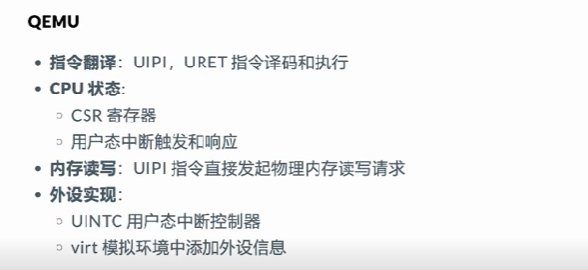 QEMU
• 指令翻译：UIPI，URET 指令译码和执行
• CPU 状态:
○ CSR 寄存器
○ 用户态中断触发和响应
• 内存读写：UIPI 指令直接发起物理内存读写请求
• 外设实现：
○ UINTC 用户态中断控制器
○ virt 模拟环境中添加外设信息